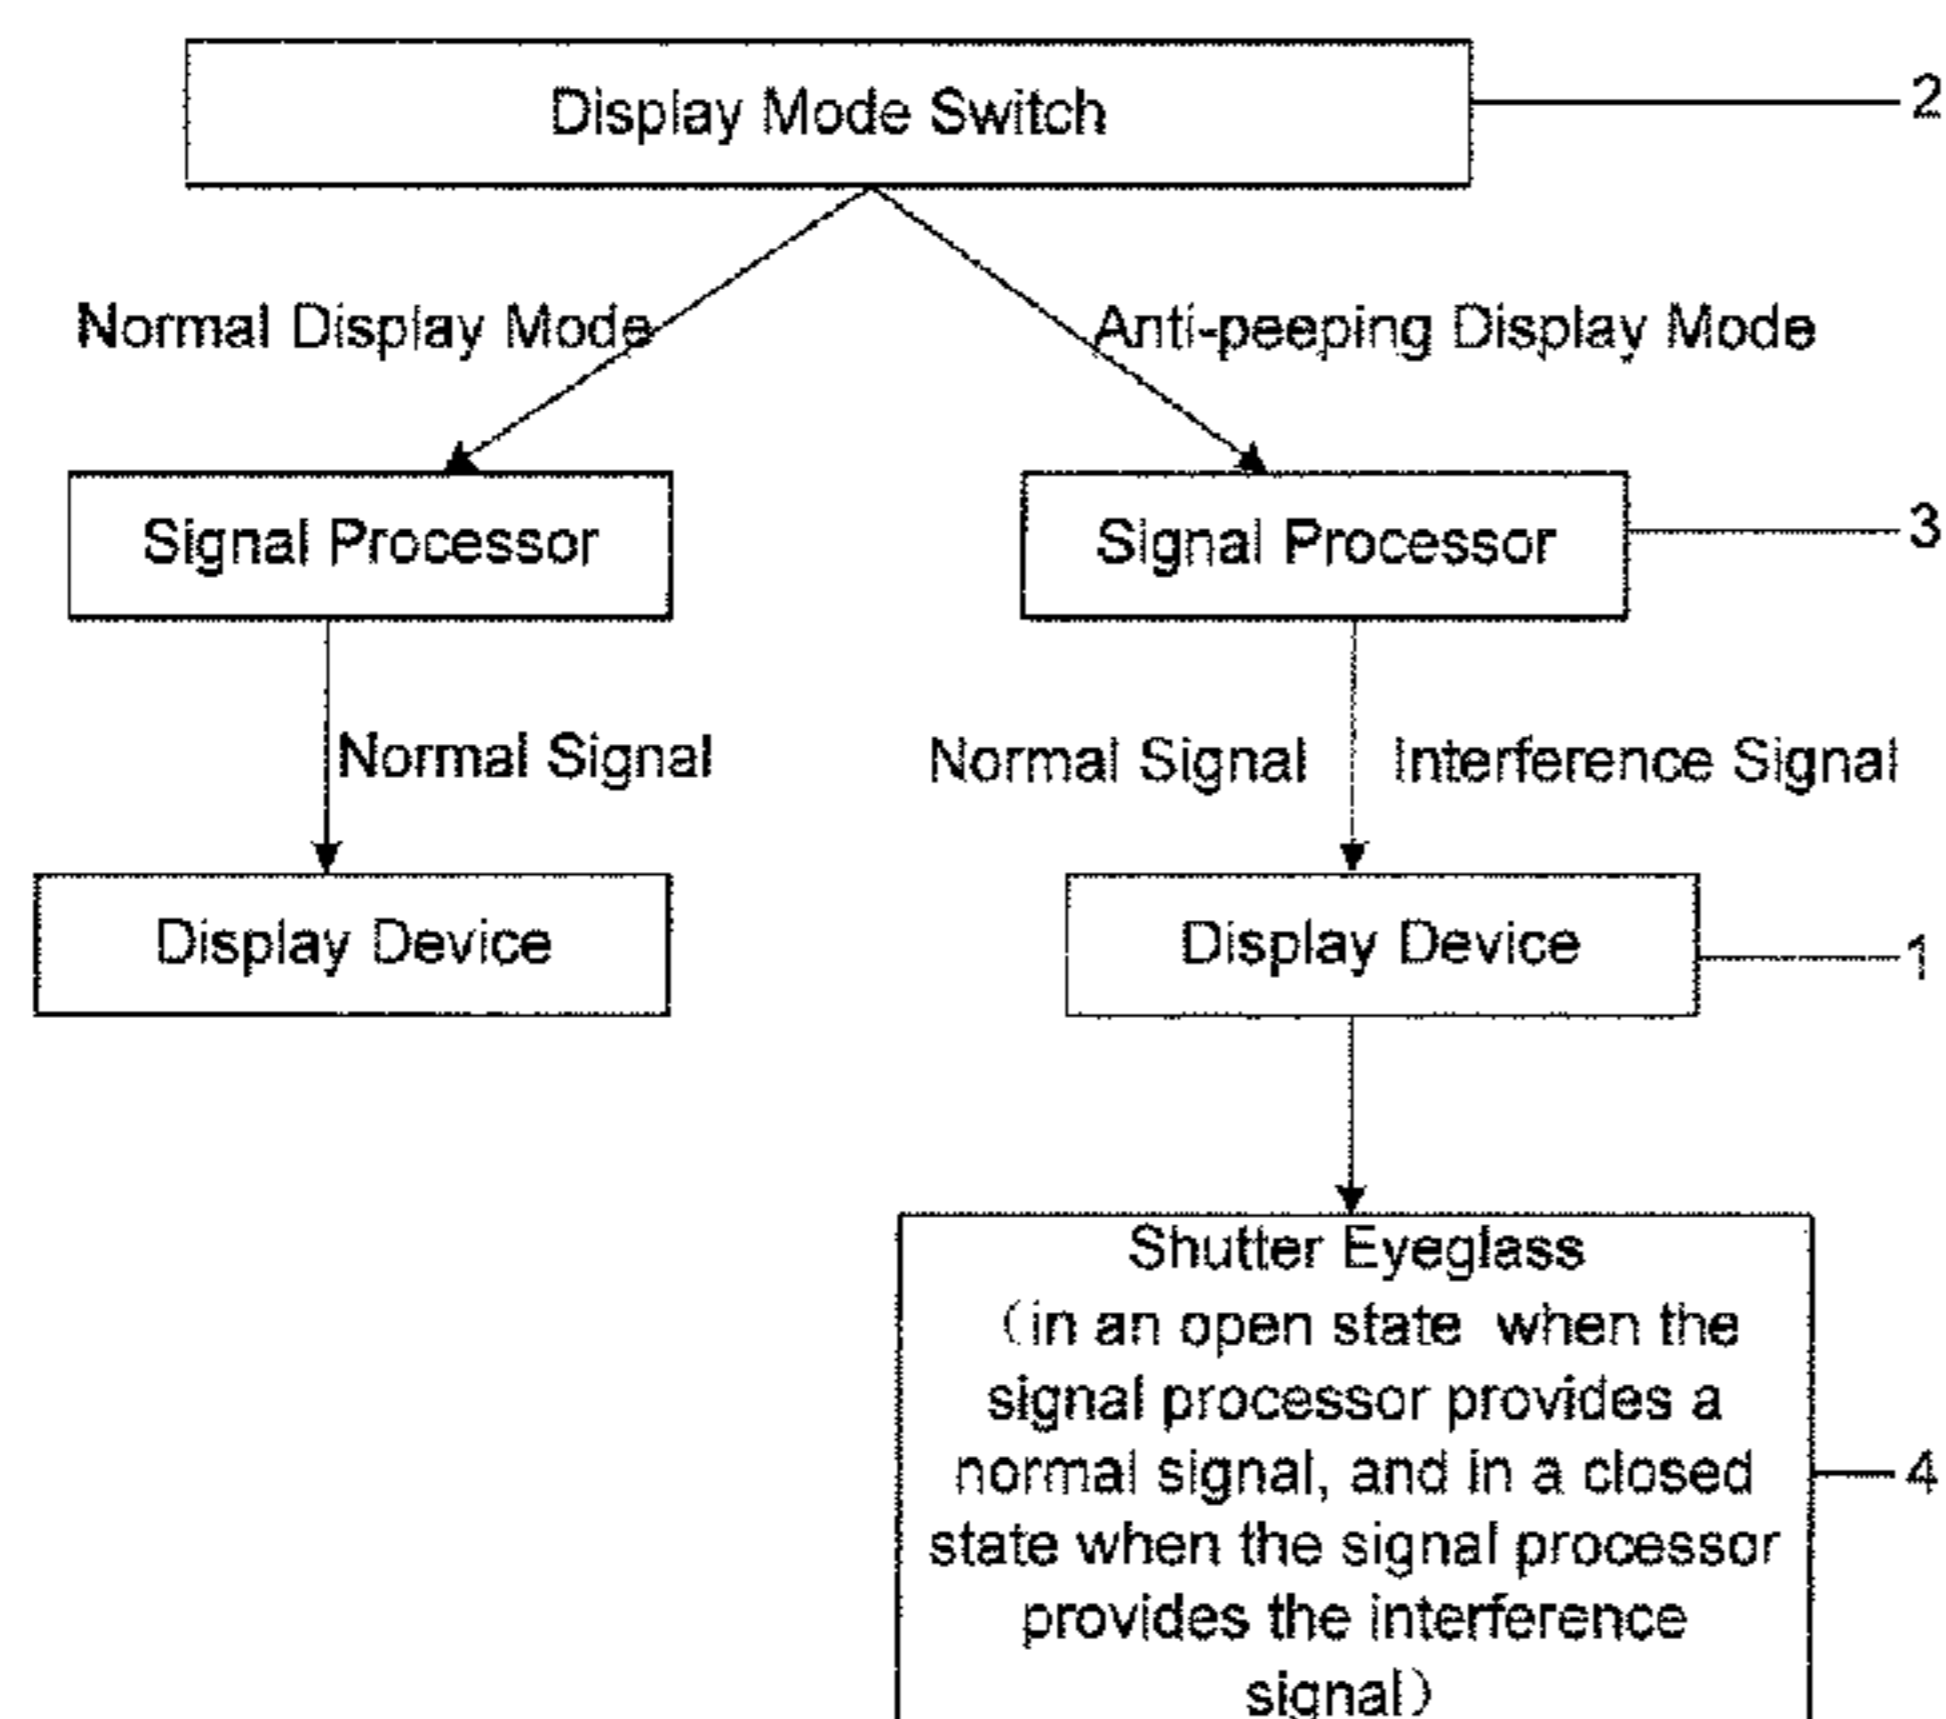 Display Mode Switch
2
Normal Display Mode
Anti-peeping Display Mode
Signal Processor
Signal Processor
3
Normal Signal
Normal Signal
Interference Signal
Display Device
Display Device
1
Shutter Eyeglass
(in an open state when the
signal processor provides a
normal signal, and in a closed
state when the signal processor
provides the interference
signal)
4